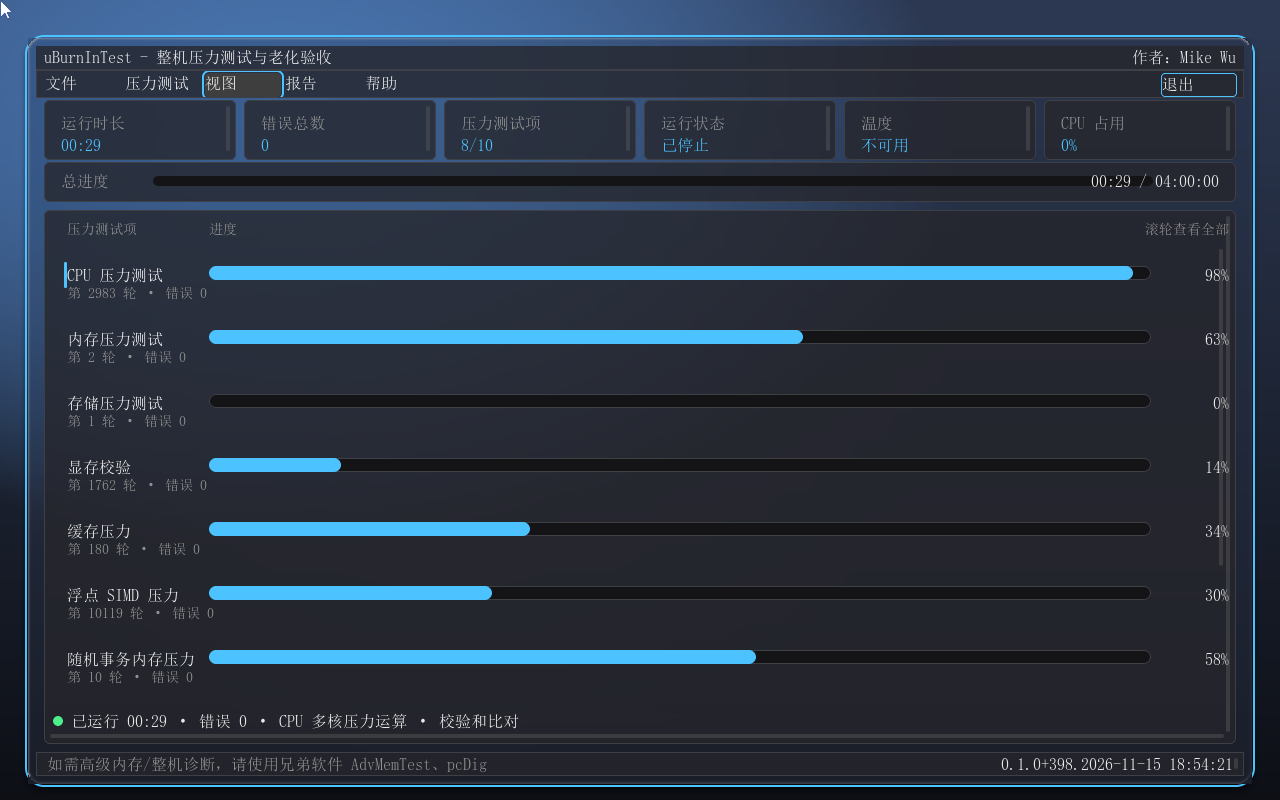 uBurnInTest - 整机压力测试与老化验收 作者: Mike Wu
文件 压力测试 视图 报告 帮助 退出
运行时长 错误总数 压力测试项 运行状态 温度 CPU 占用
00:29 0 8/10 已停止 不可用 0%
总进度 00:29 / 04:00:00
压力测试项 进度 滚轮查看全部
CPU 压力测试 98%
第 2983 轮 • 错误 0
内存压力测试 63%
第 2 轮 • 错误 0
存储压力测试 0%
第 1 轮 • 错误 0
显存校验 14%
第 1762 轮 • 错误 0
缓存压力 34%
第 180 轮 • 错误 0
浮点 SIMD 压力 30%
第 10119 轮 • 错误 0
随机事务内存压力 58%
第 10 轮 • 错误 0
已运行 00:29 • 错误 0 • CPU 多核压力运算 • 校验和比对
如需高级内存/整机诊断，请使用兄弟软件 AdvMemTest、pcDig 0.1.0+398.2026-11-15 18:54:21